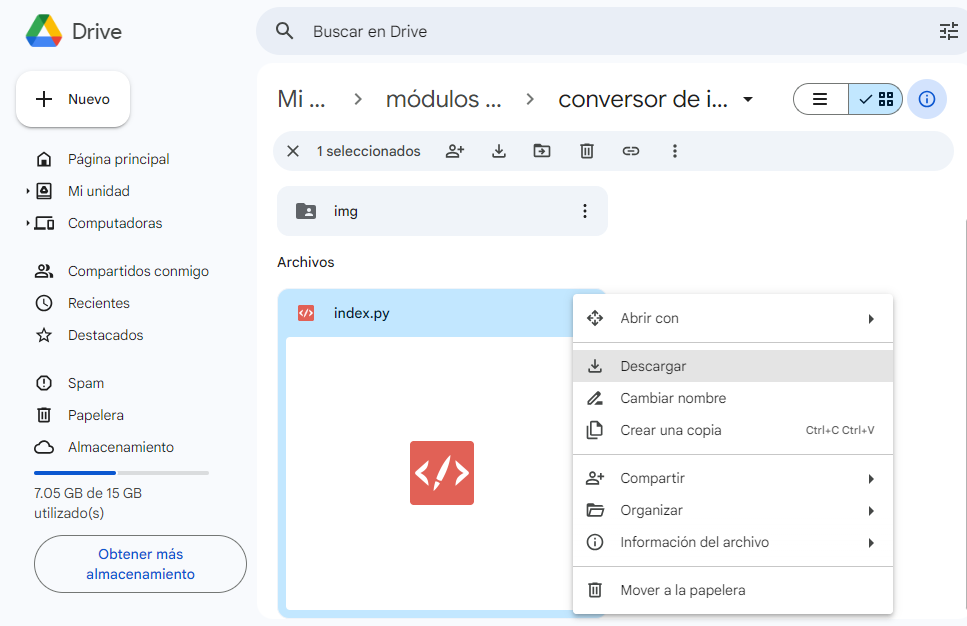 Drive
Buscar en Drive
Nuevo
Mi ... > módulos ... > conversor de i...
1 seleccionados
Página principal
Mi unidad
Computadoras
Compartidos conmigo
Recientes
Destacados
Spam
Papelera
Almacenamiento
7.05 GB de 15 GB
utilizado(s)
Obtener más
almacenamiento
img
Archivos
index.py
Abrir con
Descargar
Cambiar nombre
Crear una copia Ctrl+C Ctrl+V
Compartir
Organizar
Información del archivo
Mover a la papelera